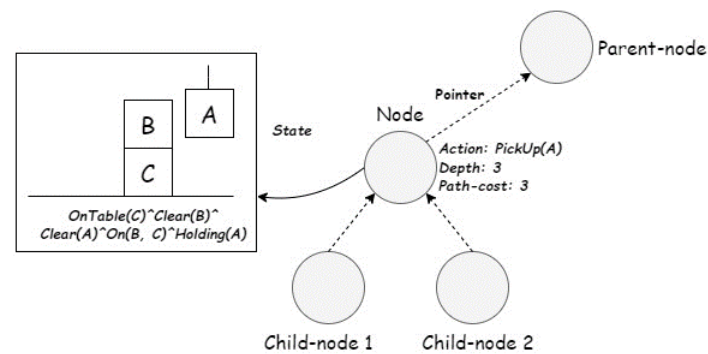 Parent-node
Pointer
Node
B
A
State
Action: PickUp(A)
Depth: 3
Path-cost: 3
C
OnTable(C)^Clear(B)^
Clear(A)^On(B, C)^Holding(A)
Child-node 1
Child-node 2